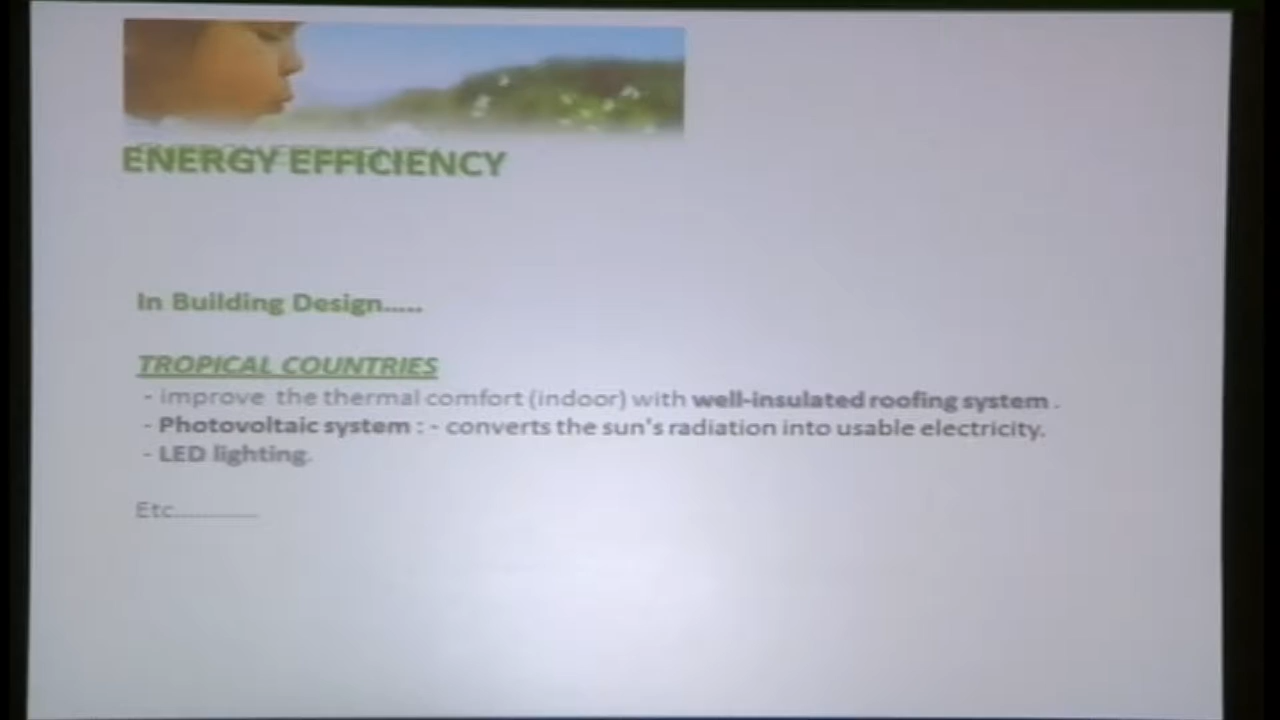 ENERGY EFFICIENCY
In Building Design.....
TROPICAL COUNTRIES
- improve the thermal comfort (indoor) with well-insulated roofing system .
- Photovoltaic system : - converts the sun's radiation into usable electricity.
- LED lighting.
Etc.............